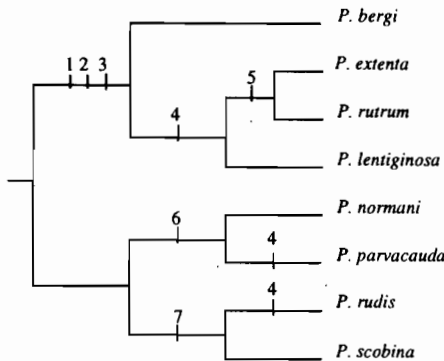 P. bergi
P. extenta
1 2 3
5
P. rutrum
4
P. lentiginosa
P. normani
6
4
P. parvacauda
4
P. rudis
7
P. scobina